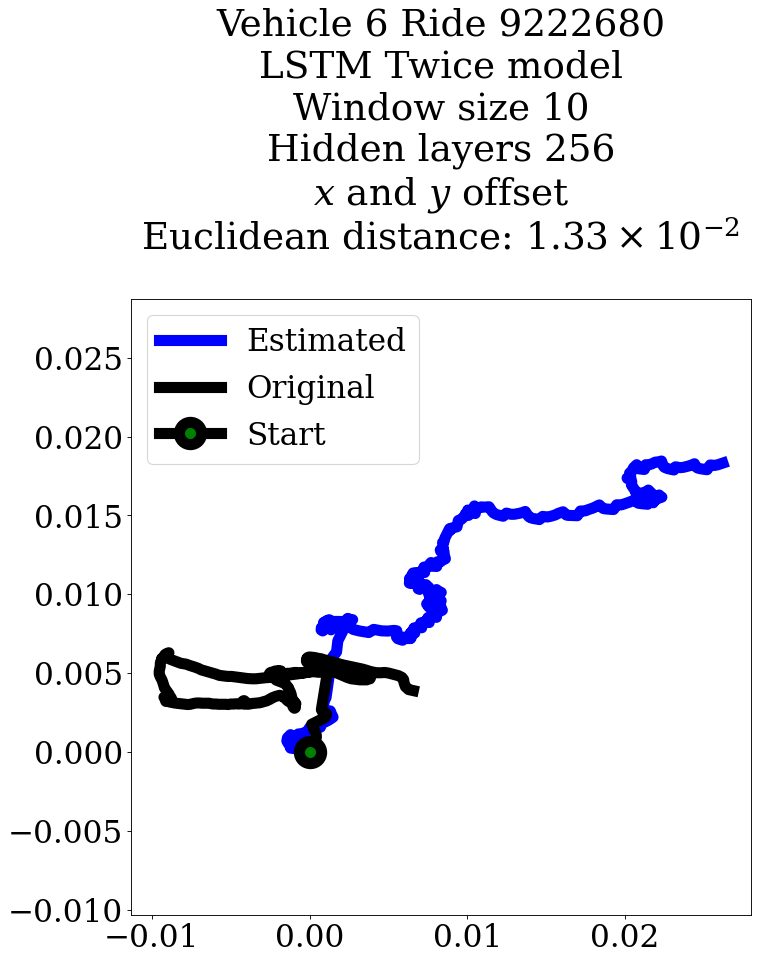 Vehicle 6 Ride 9222680
LSTM Twice model
Window size 10
Hidden layers 256
x and y offset
Euclidean distance: 1.33 × 10⁻²
Estimated
Original
Start
0.025
0.020
0.015
0.010
0.005
0.000
−0.005
−0.010
−0.01 0.00 0.01 0.02